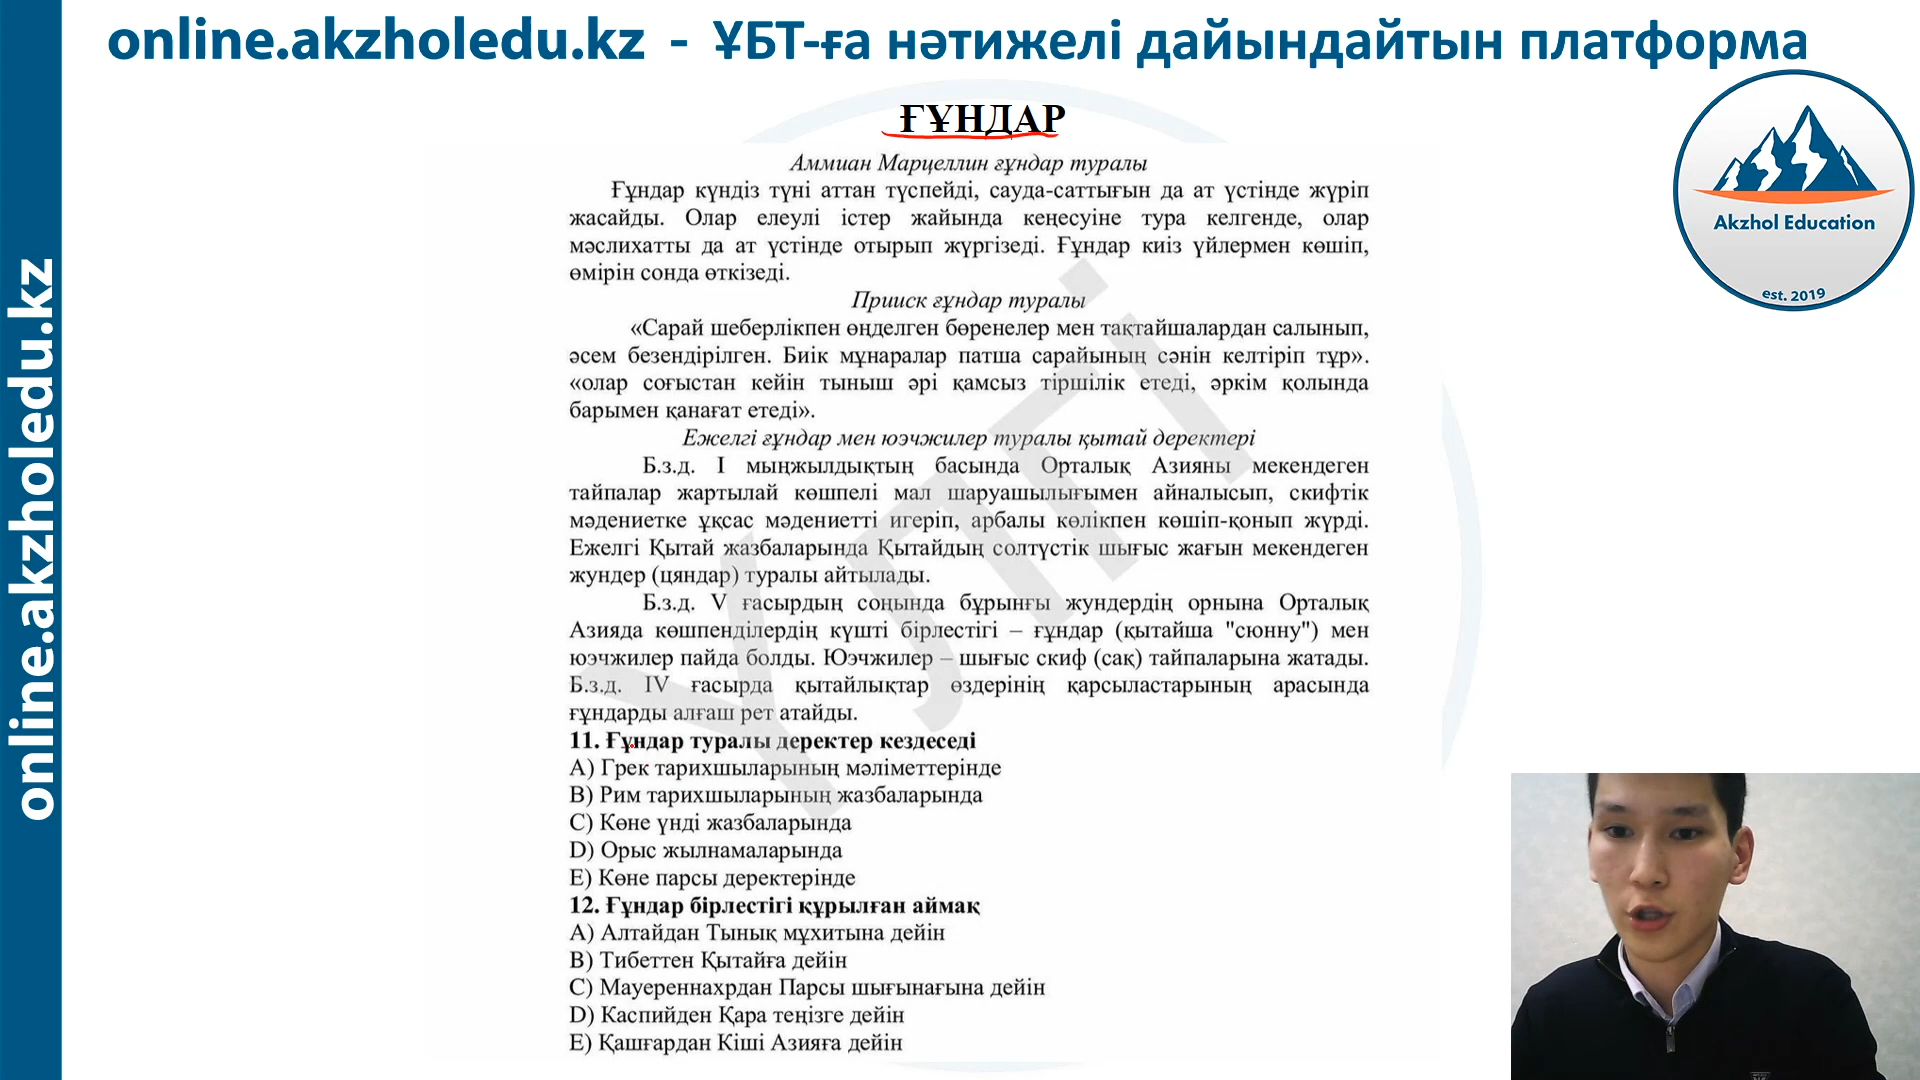 online.akzholedu.kz - ҰБТ-ға нәтижелі дайындайтын платформа
online.akzholedu.kz
Akzhol Education
est. 2019
ҒҰНДАР
Аммиан Марцеллин ғұндар туралы
Ғұндар күндіз түні аттан түспейді, сауда-саттығын да ат үстінде жүріп
жасайды. Олар елеулі істер жайында кеңесуіне тура келгенде, олар
мәслихатты да ат үстінде отырып жүргізеді. Ғұндар киіз үйлермен көшіп,
өмірін сонда өткізеді.
Прииск ғұндар туралы
«Сарай шеберлікпен өңделген бөренелер мен тақтайшалардан салынып,
әсем безендірілген. Биік мұнаралар патша сарайының сәнін келтіріп тұр».
«олар соғыстан кейін тыныш әрі қамсыз тіршілік етеді, әркім қолында
барымен қанағат етеді».
Ежелгі ғұндар мен юэчжилер туралы қытай деректері
Б.з.д. I мыңжылдықтың басында Орталық Азияны мекендеген
тайпалар жартылай көшпелі мал шаруашылығымен айналысып, скифтік
мәдениетке ұқсас мәдениетті игеріп, арбалы көлікпен көшіп-қонып жүрді.
Ежелгі Қытай жазбаларында Қытайдың солтүстік шығыс жағын мекендеген
жундер (цяндар) туралы айтылады.
Б.з.д. V ғасырдың соңында бұрынғы жундердің орнына Орталық
Азияда көшпенділердің күшті бірлестігі – ғұндар (қытайша "сюнну") мен
юэчжилер пайда болды. Юэчжилер – шығыс скиф (сақ) тайпаларына жатады.
Б.з.д. IV ғасырда қытайлықтар өздерінің қарсыластарының арасында
ғұндарды алғаш рет атайды.
11. Ғұндар туралы деректер кездеседі
A) Грек тарихшыларының мәліметтерінде
B) Рим тарихшыларының жазбаларында
C) Көне үнді жазбаларында
D) Орыс жылнамаларында
E) Көне парсы деректерінде
12. Ғұндар бірлестігі құрылған аймақ
A) Алтайдан Тынық мұхитына дейін
B) Тибеттен Қытайға дейін
C) Мауереннахрдан Парсы шығынағына дейін
D) Каспийден Қара теңізге дейін
E) Қашғардан Кіші Азияға дейін
ҮЛГІ